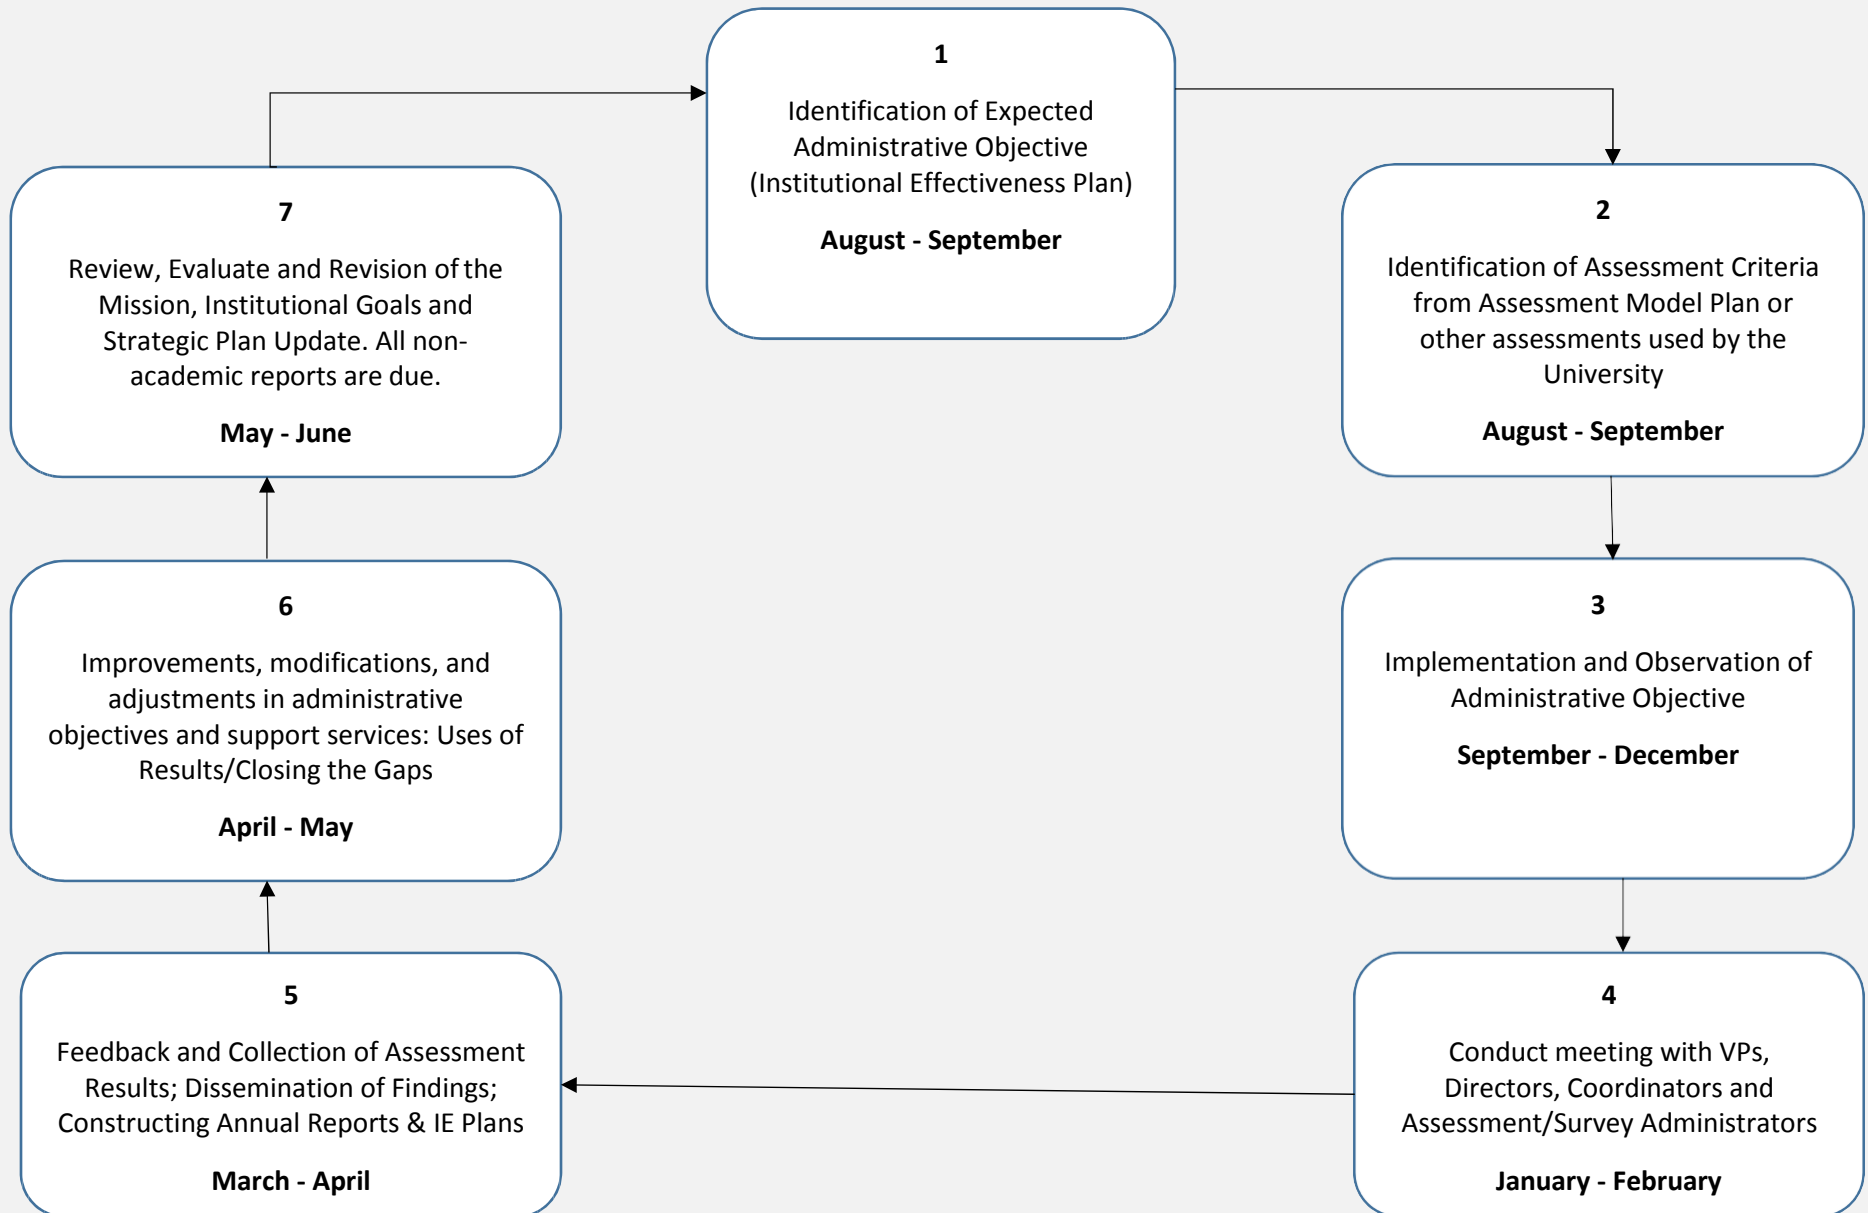 1
Identification of Expected
Administrative Objective
(Institutional Effectiveness Plan)
August - September
2
Identification of Assessment Criteria
from Assessment Model Plan or
other assessments used by the
University
August - September
3
Implementation and Observation of
Administrative Objective
September - December
4
Conduct meeting with VPs,
Directors, Coordinators and
Assessment/Survey Administrators
January - February
5
Feedback and Collection of Assessment
Results; Dissemination of Findings;
Constructing Annual Reports & IE Plans
March - April
6
Improvements, modifications, and
adjustments in administrative
objectives and support services: Uses of
Results/Closing the Gaps
April - May
7
Review, Evaluate and Revision of the
Mission, Institutional Goals and
Strategic Plan Update. All non-
academic reports are due.
May - June